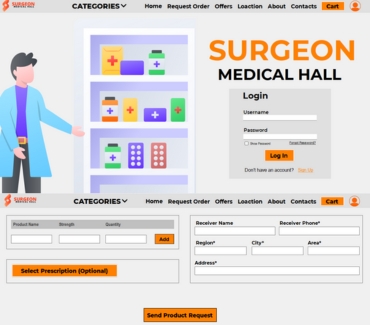 SURGEON
MEDICAL HALL
CATEGORIES
Home Request Order Offers Loaction About Contacts Cart
SURGEON
MEDICAL HALL
Login
Username
Password
Show Password
Forgot Password?
Log in
Don't have an account? Sign Up
SURGEON
MEDICAL HALL
CATEGORIES
Home Request Order Offers Loaction About Contacts Cart
Product Name Strength Quantity
Add
Select Prescription (Optional)
Receiver Name Receiver Phone*
Region* City* Area*
Address*
Send Product Request